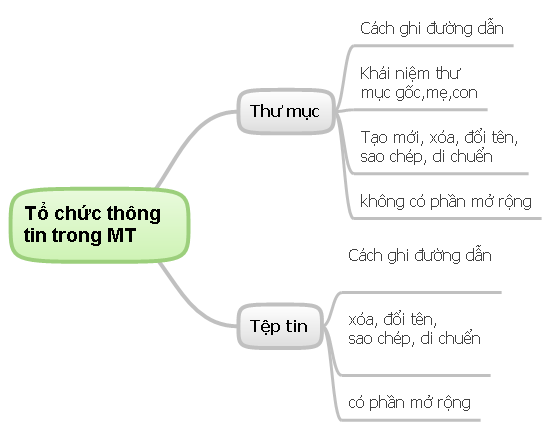 Tổ chức thông
tin trong MT
Thư mục
Cách ghi đường dẫn
Khái niệm thư
mục gốc,mẹ,con
Tạo mới, xóa, đổi tên,
sao chép, di chuển
không có phần mở rộng
Tệp tin
Cách ghi đường dẫn
xóa, đổi tên,
sao chép, di chuển
có phần mở rộng